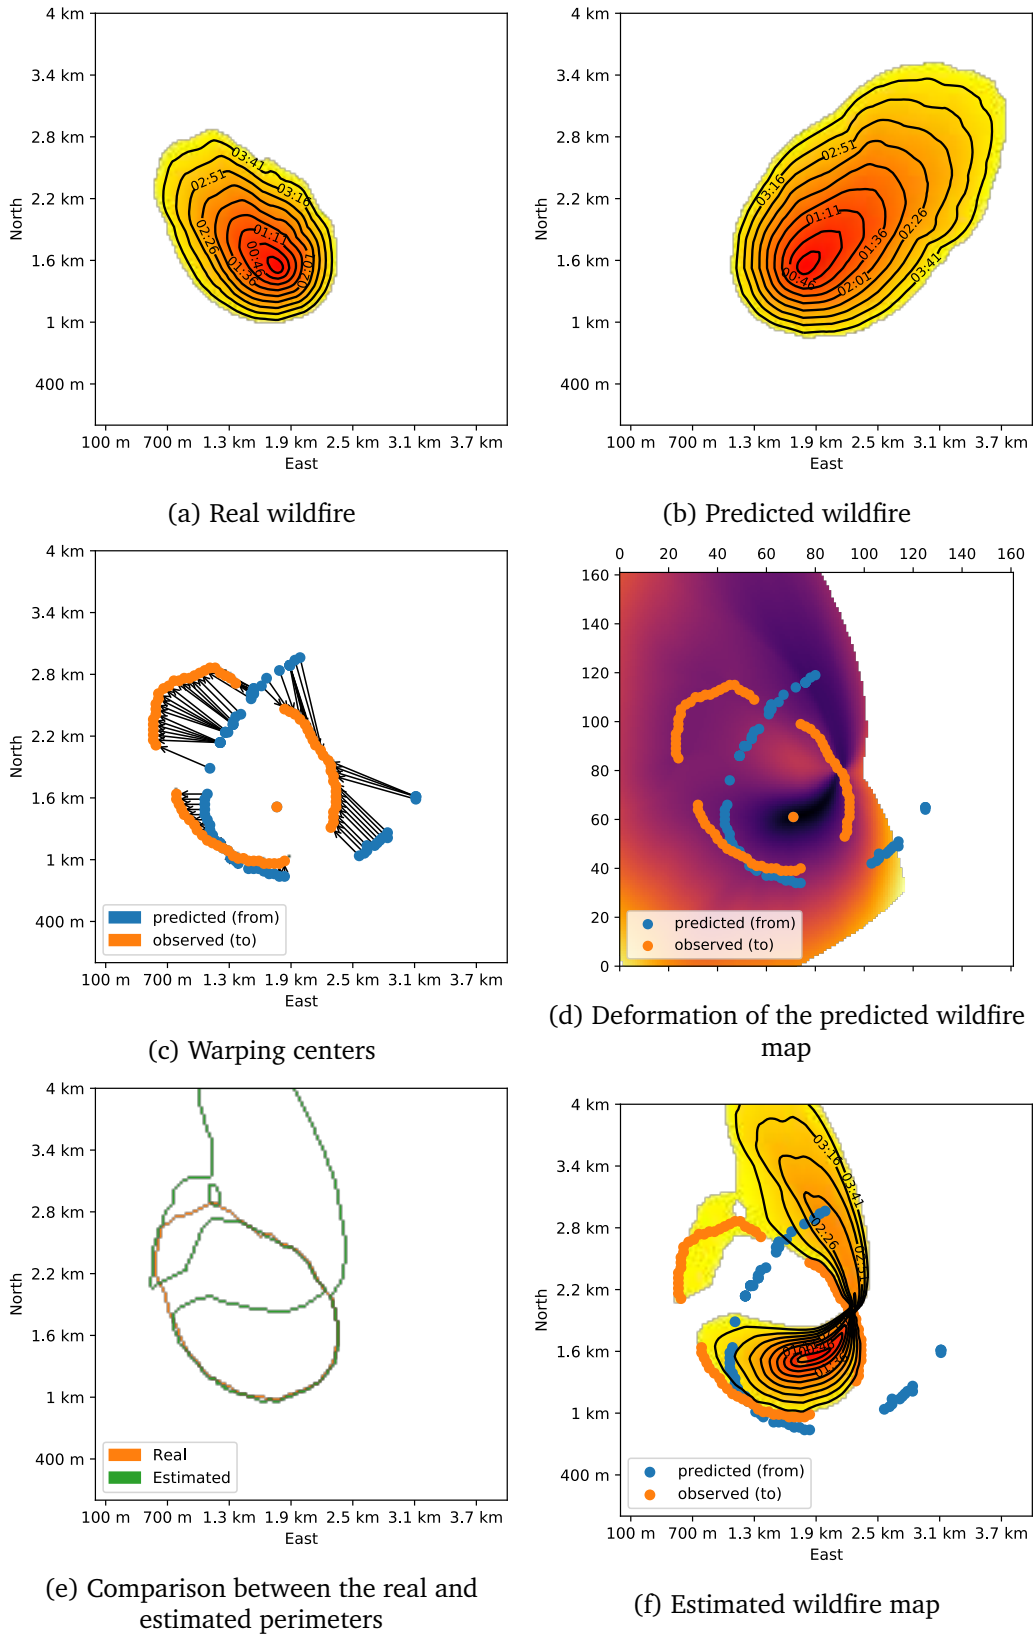 4 km
3.4 km
2.8 km
2.2 km
1.6 km
1 km
400 m
North
03:41
02:51
03:16
02:26
01:11
00:46
01:36
02:01
100 m 700 m 1.3 km 1.9 km 2.5 km 3.1 km 3.7 km
East
(a) Real wildfire
4 km
3.4 km
2.8 km
2.2 km
1.6 km
1 km
400 m
North
02:51
03:16
01:11
02:26
01:36
03:41
00:46
02:01
100 m 700 m 1.3 km 1.9 km 2.5 km 3.1 km 3.7 km
East
(b) Predicted wildfire
4 km
3.4 km
2.8 km
2.2 km
1.6 km
1 km
400 m
North
predicted (from)
observed (to)
100 m 700 m 1.3 km 1.9 km 2.5 km 3.1 km 3.7 km
East
(c) Warping centers
0 20 40 60 80 100 120 140 160
160
140
120
100
80
60
40
20
0
predicted (from)
observed (to)
(d) Deformation of the predicted wildfire
map
4 km
3.4 km
2.8 km
2.2 km
1.6 km
1 km
400 m
North
Real
Estimated
100 m 700 m 1.3 km 1.9 km 2.5 km 3.1 km 3.7 km
East
(e) Comparison between the real and
estimated perimeters
4 km
3.4 km
2.8 km
2.2 km
1.6 km
1 km
400 m
North
03:16
03:41
02:26
02:51
predicted (from)
observed (to)
100 m 700 m 1.3 km 1.9 km 2.5 km 3.1 km 3.7 km
East
(f) Estimated wildfire map